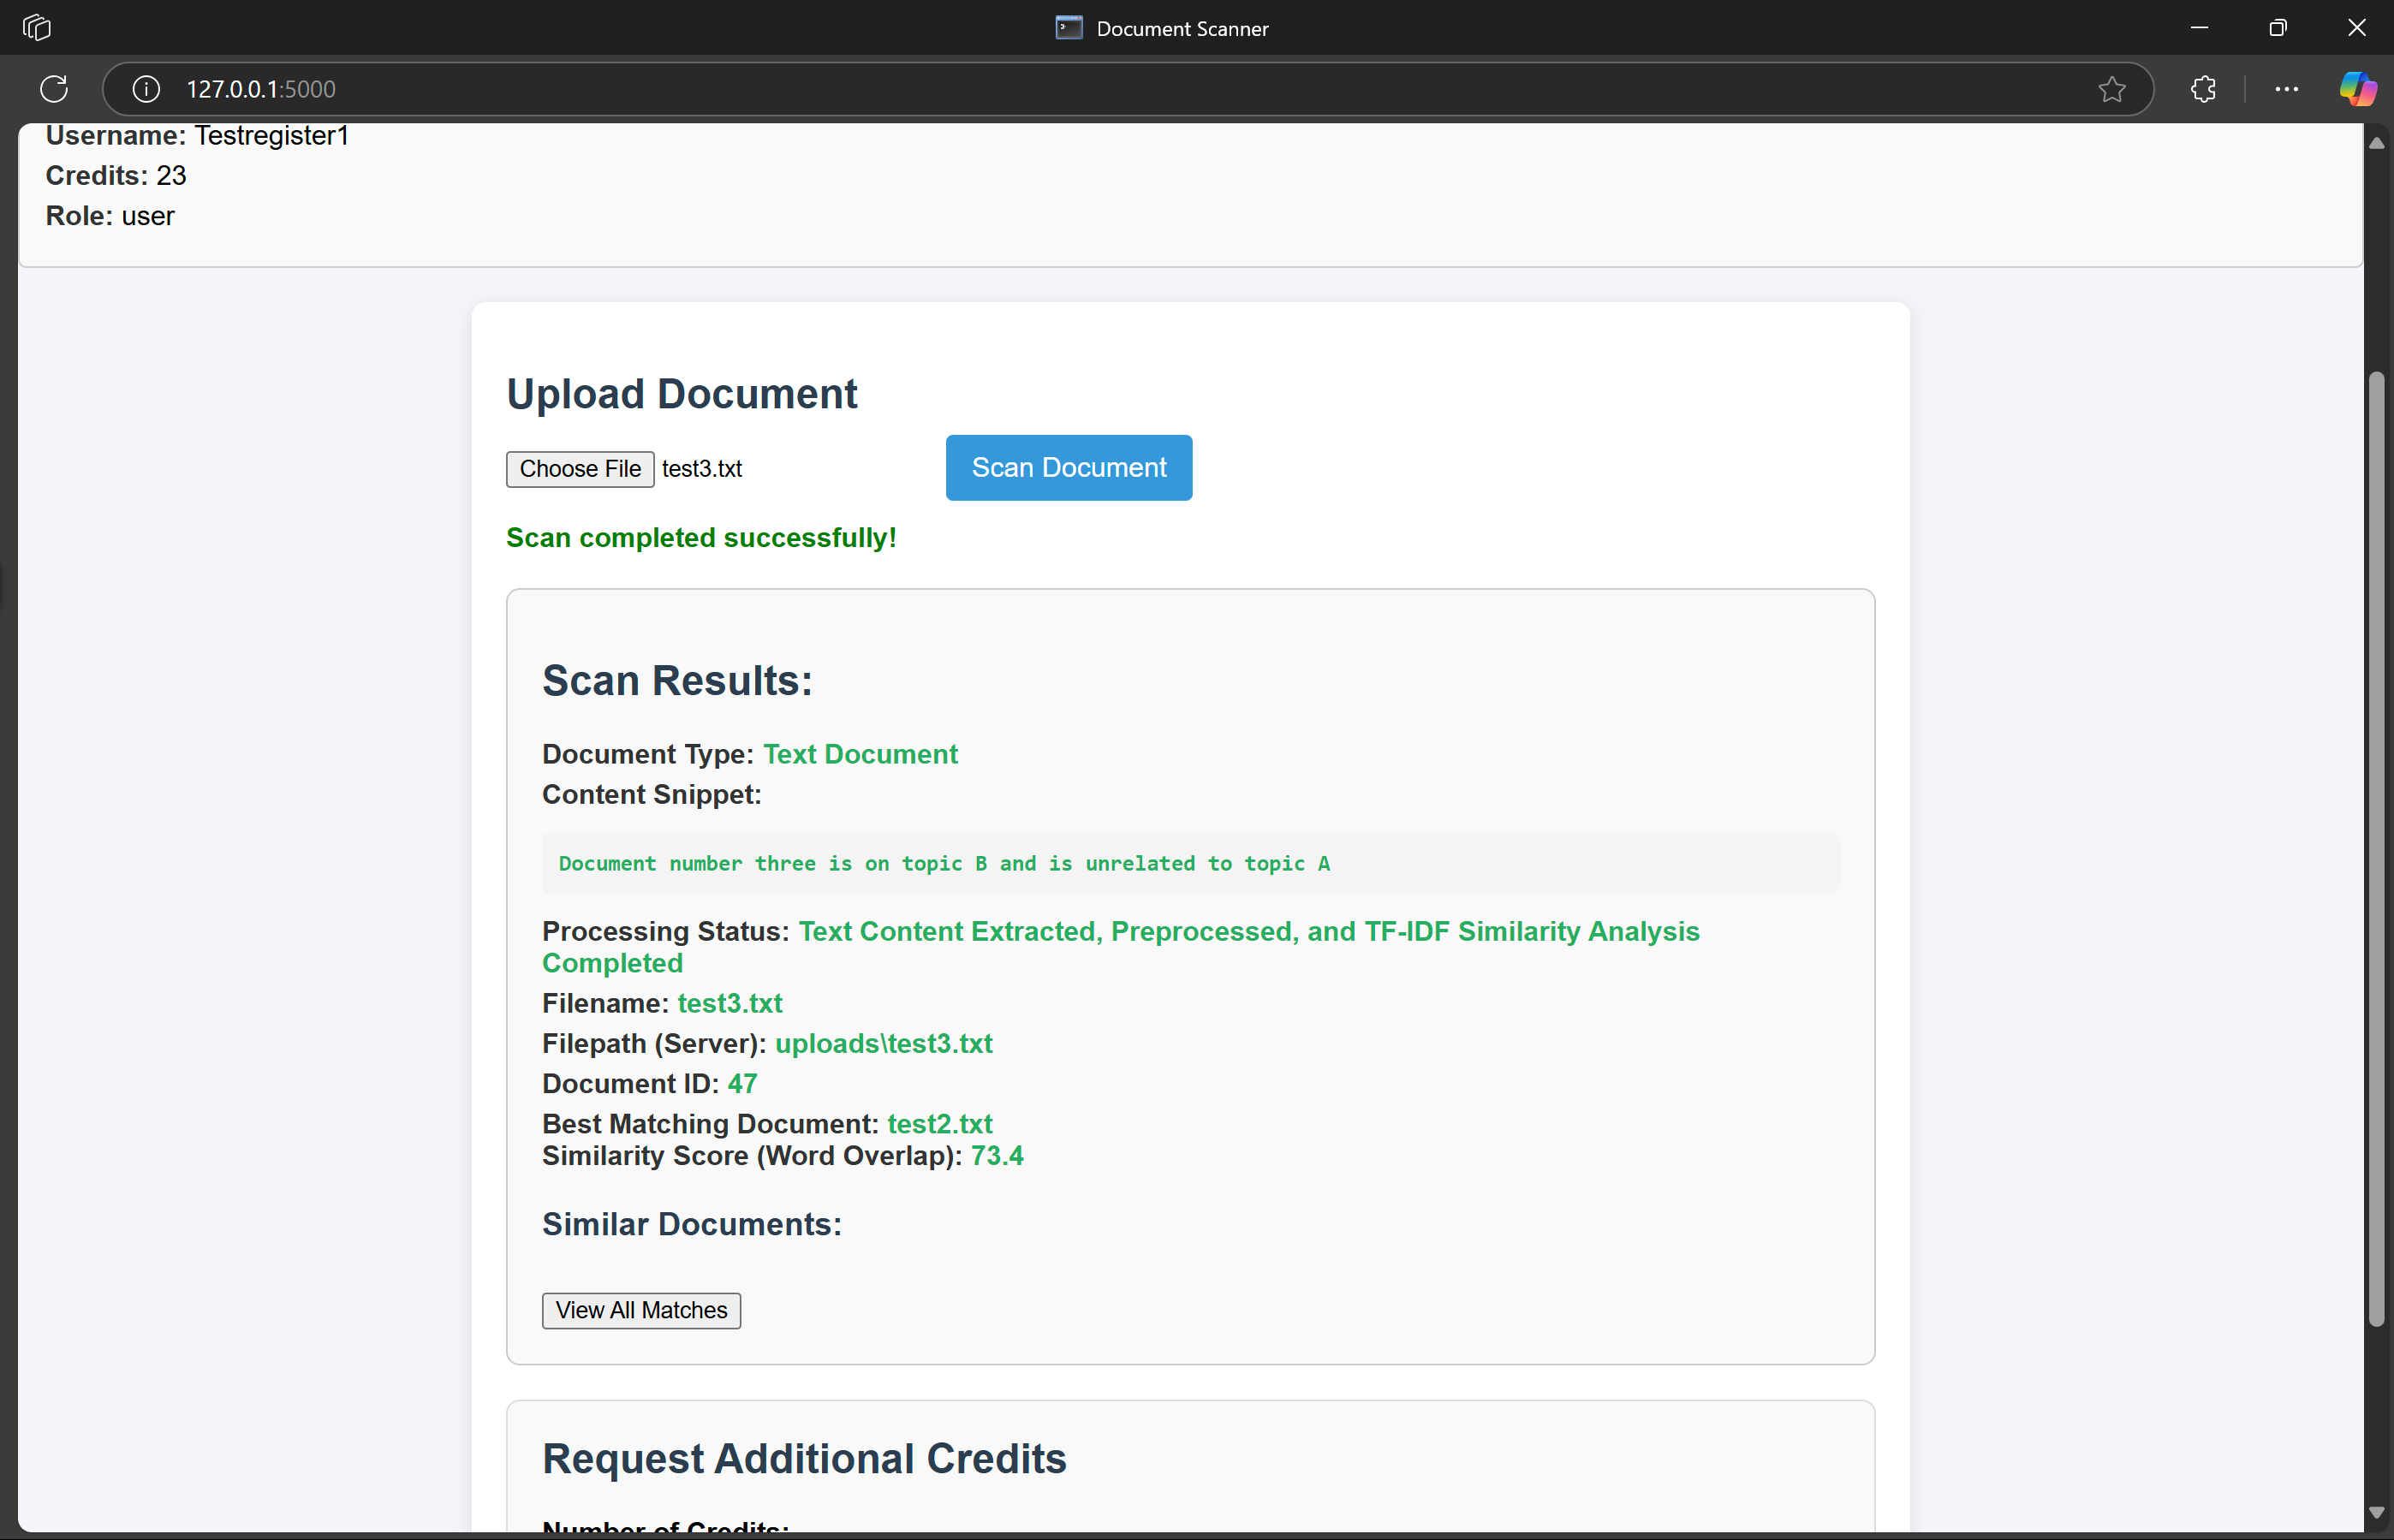 Document Scanner
127.0.0.1:5000
Username: Testregister1
Credits: 23
Role: user
Upload Document
Choose File test3.txt
Scan Document
Scan completed successfully!
Scan Results:
Document Type: Text Document
Content Snippet:
Document number three is on topic B and is unrelated to topic A
Processing Status: Text Content Extracted, Preprocessed, and TF-IDF Similarity Analysis
Completed
Filename: test3.txt
Filepath (Server): uploads\test3.txt
Document ID: 47
Best Matching Document: test2.txt
Similarity Score (Word Overlap): 73.4
Similar Documents:
View All Matches
Request Additional Credits
Number of Credits: